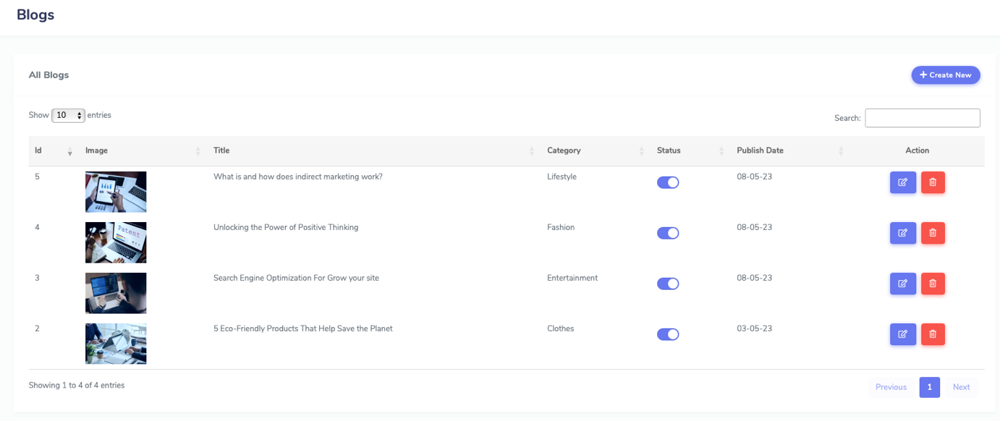 Blogs
All Blogs
+ Create New
Show 10 entries
Search:
Id Image Title Category Status Publish Date Action
5 What is and how does indirect marketing work? Lifestyle 08-05-23
4 Patent Unlocking the Power of Positive Thinking Fashion 08-05-23
3 Search Engine Optimization For Grow your site Entertainment 08-05-23
2 5 Eco-Friendly Products That Help Save the Planet Clothes 03-05-23
Showing 1 to 4 of 4 entries
Previous 1 Next